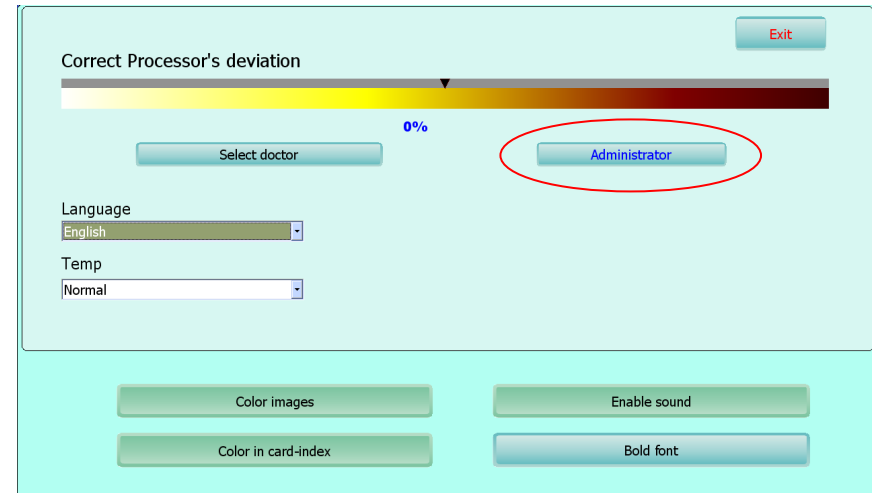 Exit
Correct Processor's deviation
0%
Select doctor
Administrator
Language
English
Temp
Normal
Color images
Enable sound
Color in card-index
Bold font